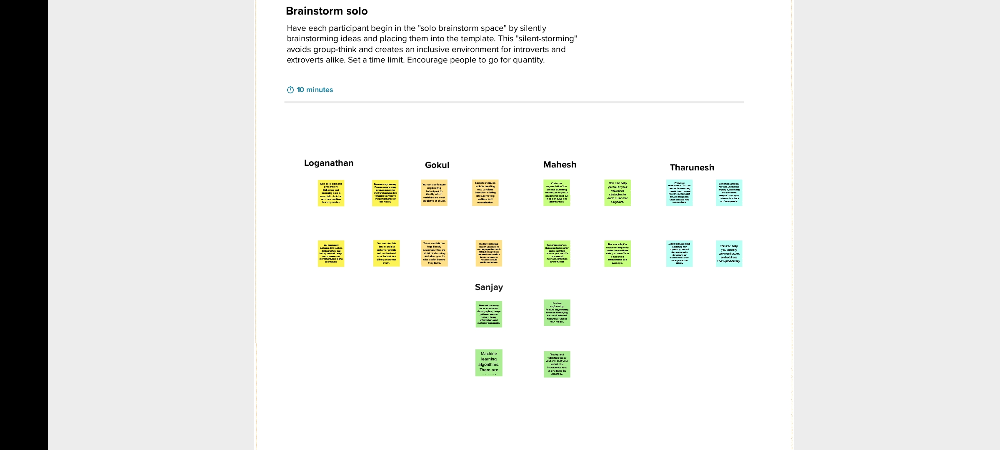 Brainstorm solo
Have each participant begin in the "solo brainstorm space" by silently
brainstorming ideas and placing them into the template. This "silent-storming"
avoids group-think and creates an inclusive environment for introverts and
extroverts alike. Set a time limit. Encourage people to go for quantity.
10 minutes
Loganathan
Data collection and
preparation:
Collecting and
preparing data is
essential to build an
accurate machine
learning model.
Feature engineering:
Feature engineering
involves selecting
and transforming data
variables to improve
the performance of
the model.
You can collect
customer data such as
demographics, call
history, network usage,
customer service
interactions, and billing
information.
You can use this
data to build a
customer profile
and understand
what factors are
driving customer
churn.
Gokul
You can use feature
engineering
techniques to
identify which
variables are most
predictive of churn.
Some techniques
include creating
new variables
based on existing
ones, removing
outliers, and
normalization.
These models can
help identify
customers who are
at risk of churning,
and allow you to
take action before
they leave.
Predictive modeling:
You can use machine
learning algorithms such
as logistic regression,
decision trees, random
forests, and neural
networks to build
predictive models.
Mahesh
Customer
segmentation: You
can use clustering
techniques to group
customers based on
their behavior and
preferences.
This can help
you tailor your
retention
strategies to
each customer
segment.
Personalized offers:
Based on the customer
profile and their
behavior, you can offer
personalized
incentives, and offers
For example, if a
customer frequently
makes international
calls, you can offer a
discounted
international call
package.
Tharunesh
Predictive
maintenance: You can
use machine learning
to predict and prevent
network outages and
service disruptions,
which can also help
reduce churn.
Sentiment analysis:
You can use natural
language processing
and sentiment
analysis to analyze
customer feedback
and complaints.
Collect relevant data:
Collecting and
organizing relevant
data is crucial to
developing an
accurate customer
churn prediction
model.
This can help
you identify
common issues
and address
them proactively.
Sanjay
Relevant data may
include customer
demographics, usage
patterns, service
history, billing
information, and
customer complaints.
Feature
engineering:
Feature engineering
involves identifying
the most relevant
features to use in
your model.
Machine
learning
algorithms:
There are
Testing and
validation: Once
you have built your
model, it is
important to test
and validate its
accuracy.